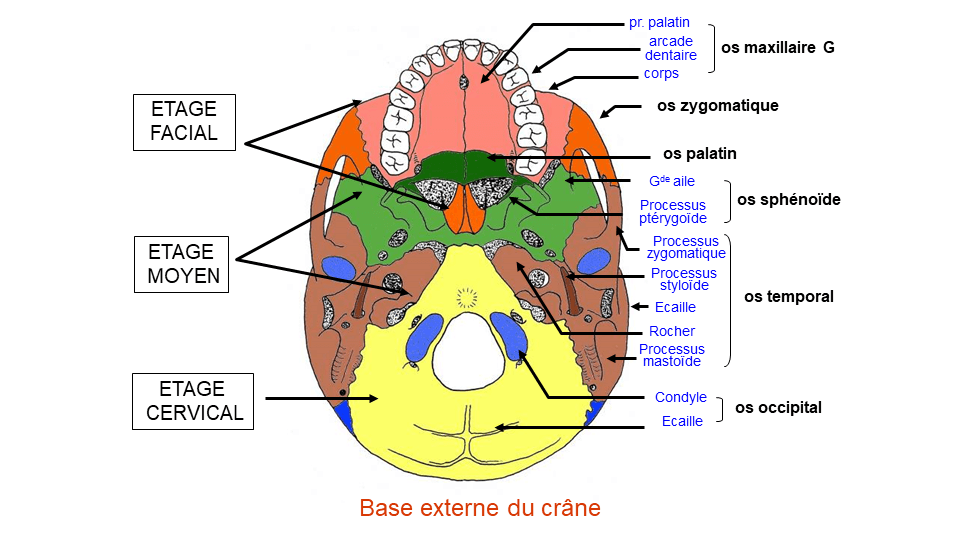 pr. palatin
arcade
dentaire
corps
os maxillaire G
ETAGE
FACIAL
os zygomatique
os palatin
Gde aile
Processus
ptérygoïde
os sphénoïde
ETAGE
MOYEN
Processus
zygomatique
Processus
styloïde
Ecaille
Rocher
Processus
mastoïde
os temporal
ETAGE
CERVICAL
Condyle
Ecaille
os occipital
Base externe du crâne